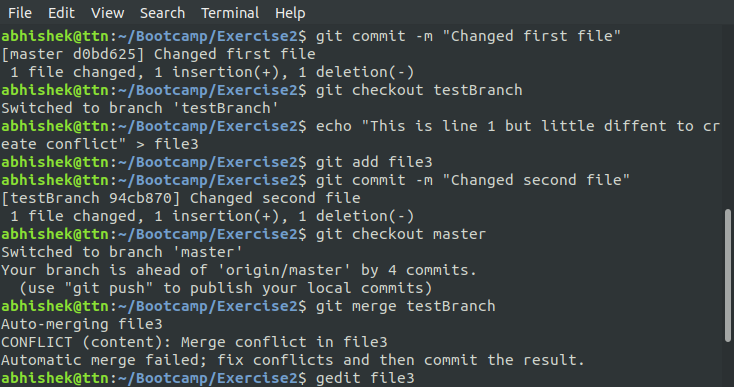 File Edit View Search Terminal Help
abhishek@ttn:~/Bootcamp/Exercise2$ git commit -m "Changed first file"
[master d0bd625] Changed first file
 1 file changed, 1 insertion(+), 1 deletion(-)
abhishek@ttn:~/Bootcamp/Exercise2$ git checkout testBranch
Switched to branch 'testBranch'
abhishek@ttn:~/Bootcamp/Exercise2$ echo "This is line 1 but little diffent to cr
eate conflict" > file3
abhishek@ttn:~/Bootcamp/Exercise2$ git add file3
abhishek@ttn:~/Bootcamp/Exercise2$ git commit -m "Changed second file"
[testBranch 94cb870] Changed second file
 1 file changed, 1 insertion(+), 1 deletion(-)
abhishek@ttn:~/Bootcamp/Exercise2$ git checkout master
Switched to branch 'master'
Your branch is ahead of 'origin/master' by 4 commits.
  (use "git push" to publish your local commits)
abhishek@ttn:~/Bootcamp/Exercise2$ git merge testBranch
Auto-merging file3
CONFLICT (content): Merge conflict in file3
Automatic merge failed; fix conflicts and then commit the result.
abhishek@ttn:~/Bootcamp/Exercise2$ gedit file3